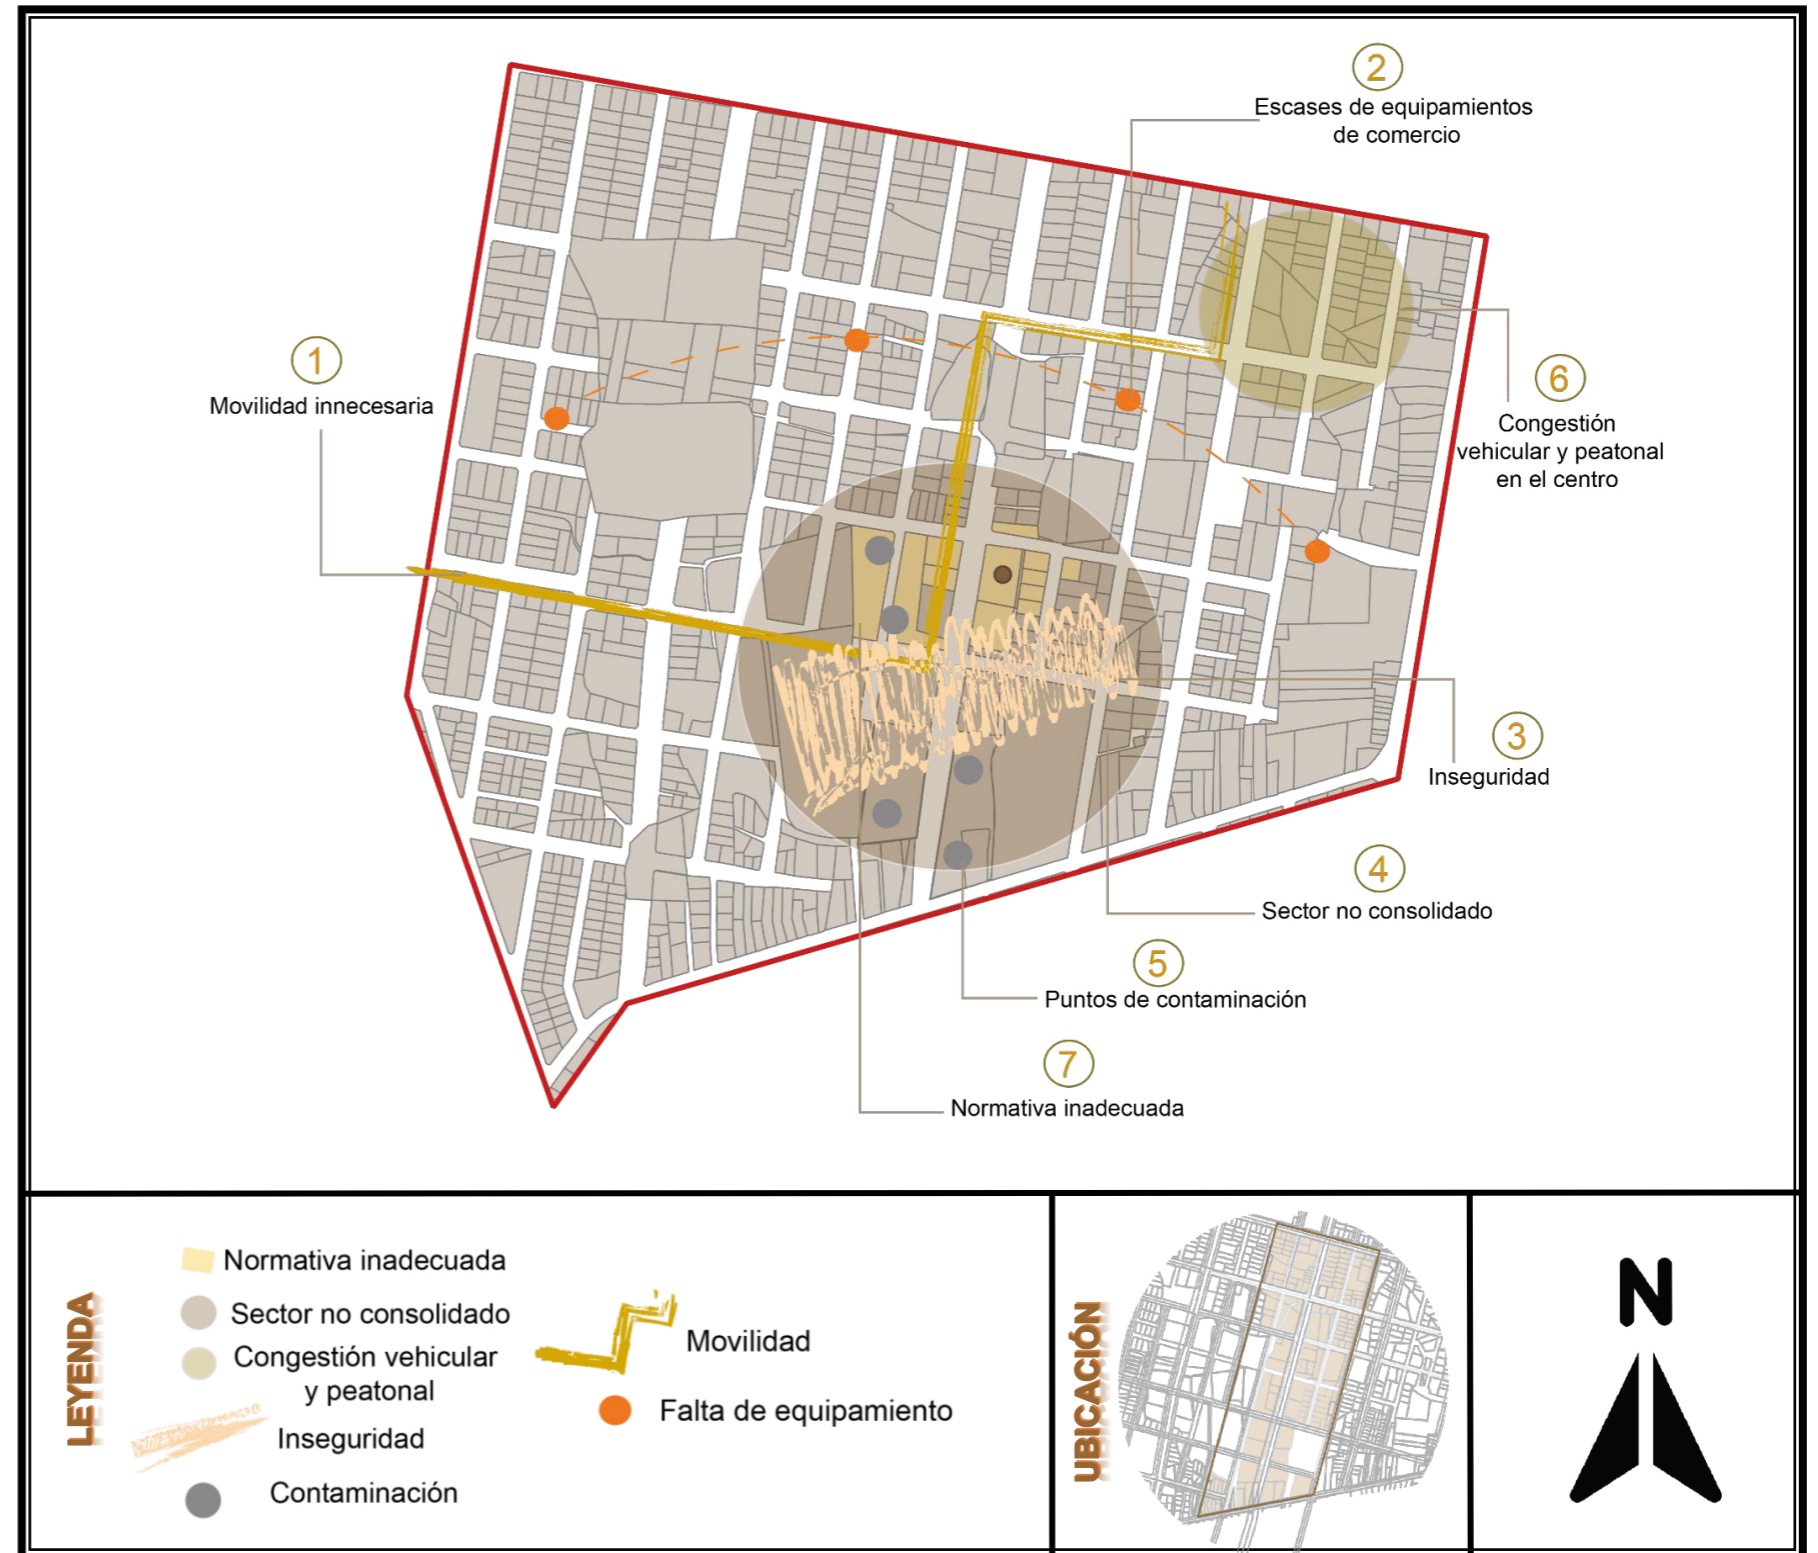 2
Escases de equipamientos
de comercio
1
Movilidad innecesaria
6
Congestión
vehicular y peatonal
en el centro
3
Inseguridad
4
Sector no consolidado
5
Puntos de contaminación
7
Normativa inadecuada
LEYENDA
Normativa inadecuada
Sector no consolidado
Congestión vehicular
y peatonal
Inseguridad
Contaminación
Movilidad
Falta de equipamiento
UBICACIÓN
N